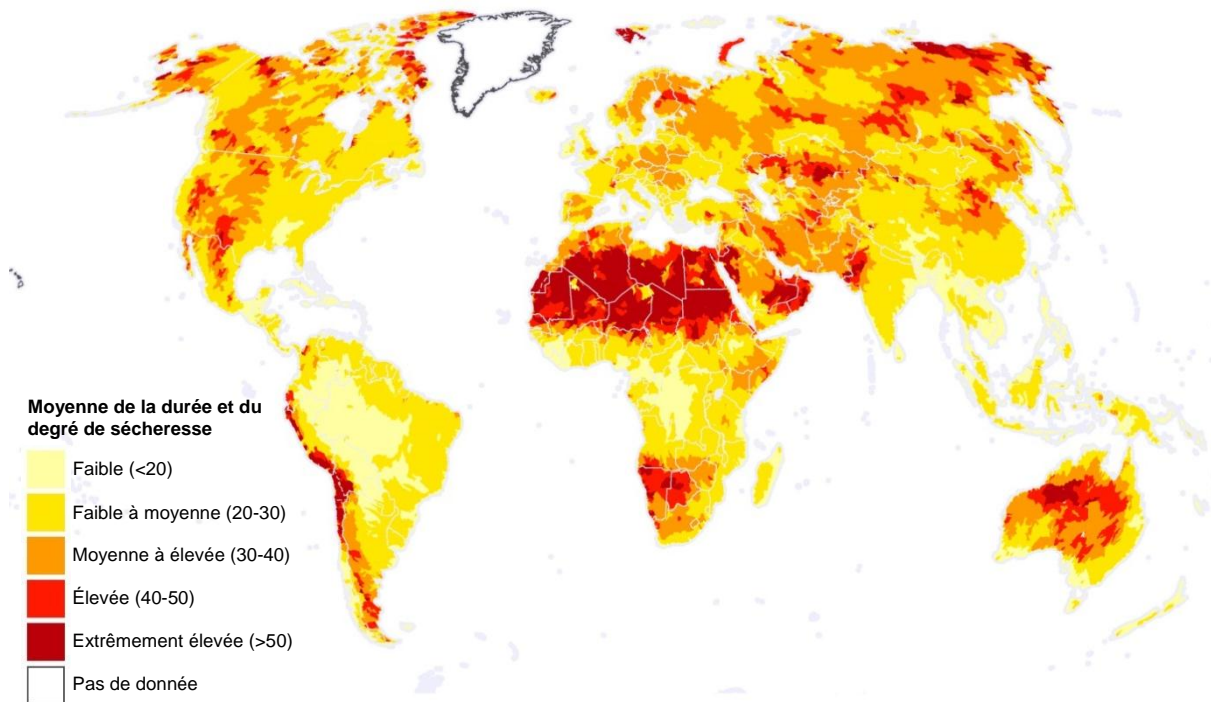 Moyenne de la durée et du
degré de sécheresse
Faible (<20)
Faible à moyenne (20-30)
Moyenne à élevée (30-40)
Élevée (40-50)
Extrêmement élevée (>50)
Pas de donnée